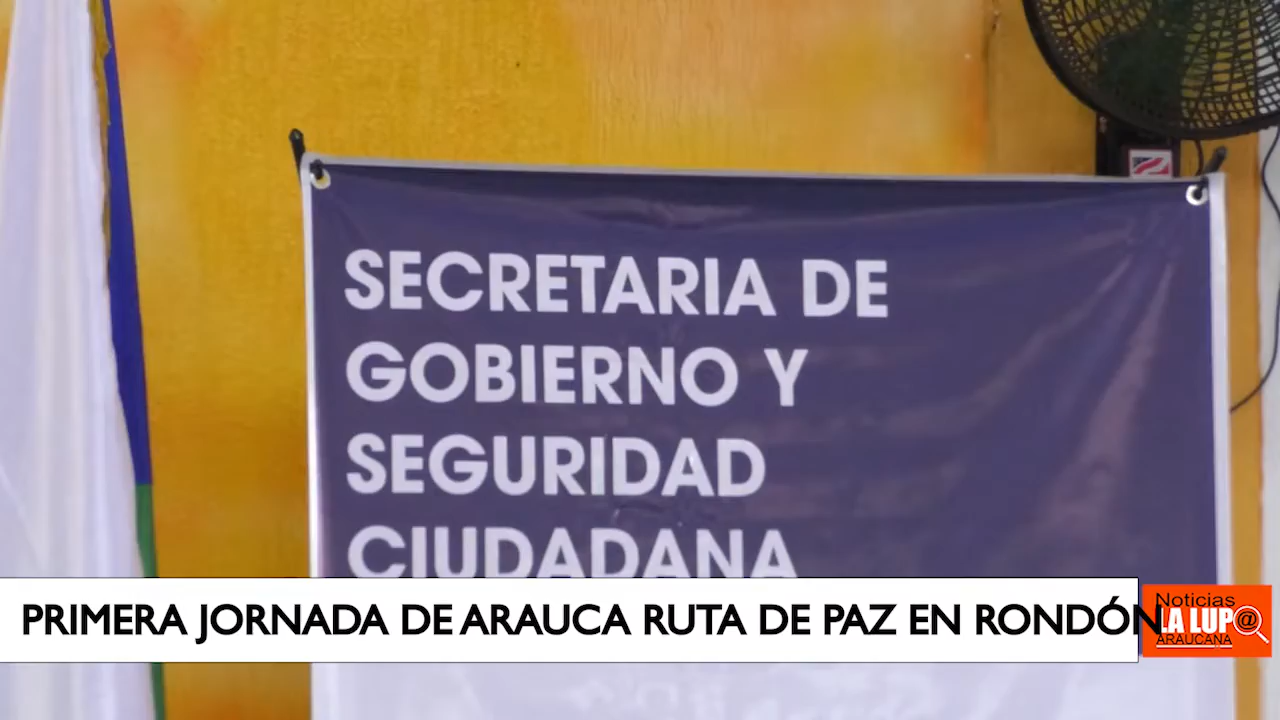 SECRETARIA DE
GOBIERNO Y
SEGURIDAD
CIUDADANA
PRIMERA JORNADA DE ARAUCA RUTA DE PAZ EN RONDÓN
Noticias
LA LUP@
ARAUCANA